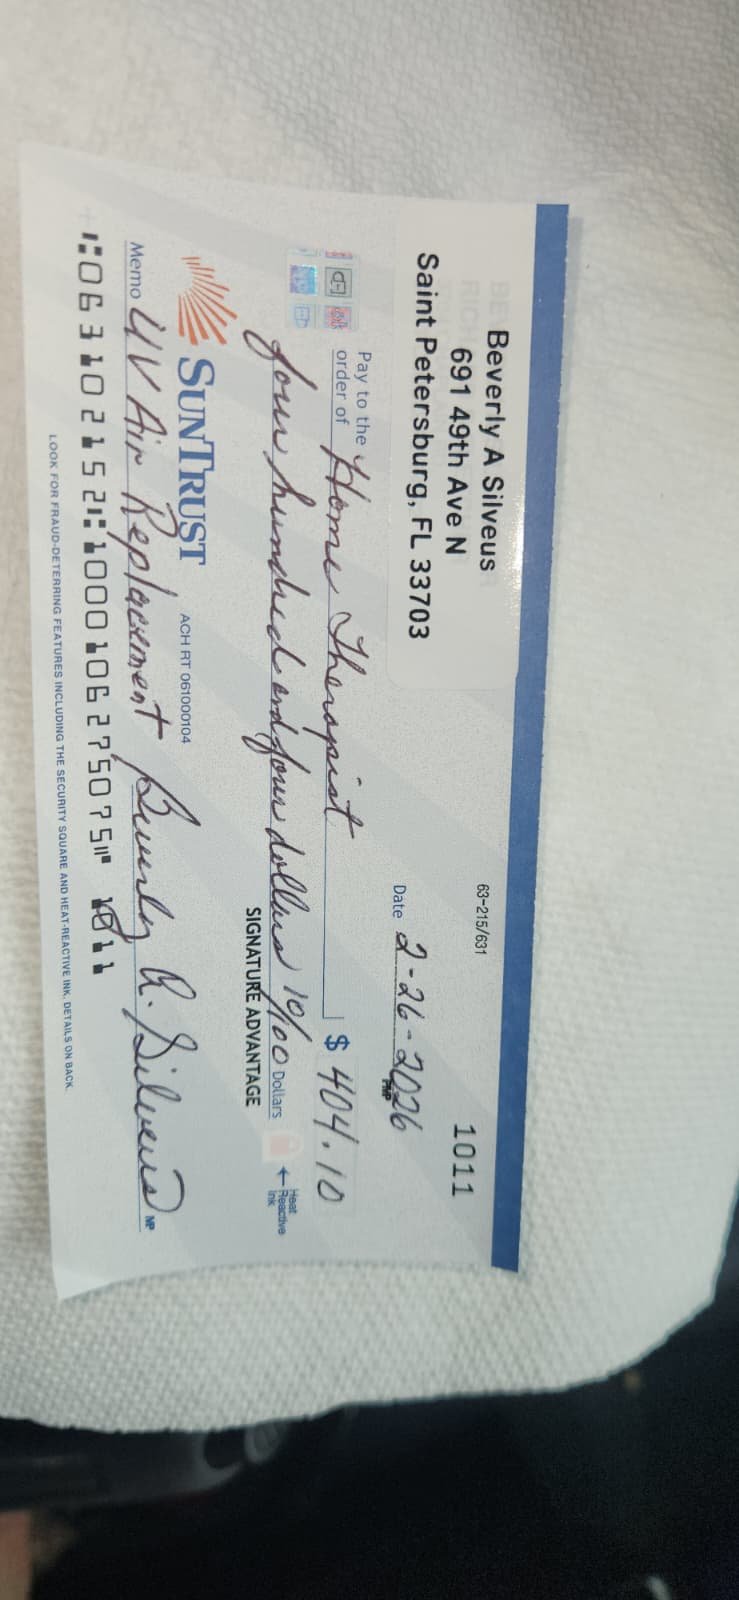 Beverly A Silveus
691 49th Ave N
Saint Petersburg, FL 33703
63-215/631
1011
Date 2-26-2026
Pay to the order of Home Therapist $ 404.10
four hundred and four dollars 10/00 Dollars
Heat Reactive Ink
SIGNATURE ADVANTAGE
SUNTRUST
ACH RT 061000104
Memo UV Air Replacement Beverly A. Silveus MP
⑆063102152⑆1000106275075⑈ 1011
LOOK FOR FRAUD-DETERRING FEATURES INCLUDING THE SECURITY SQUARE AND HEAT-REACTIVE INK. DETAILS ON BACK.